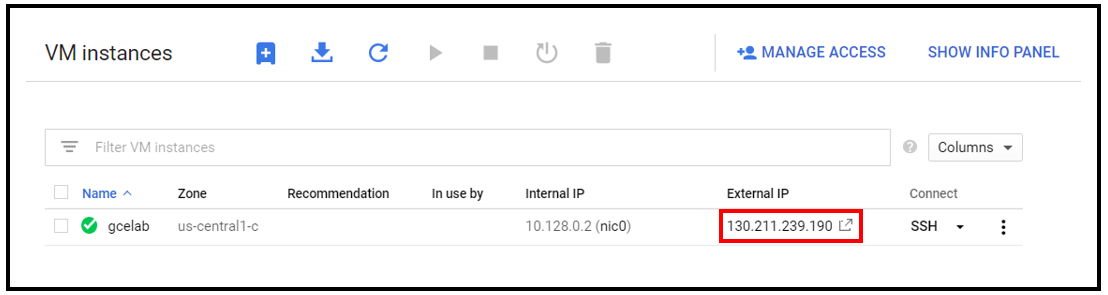 VM instances MANAGE ACCESS SHOW INFO PANEL
Filter VM instances Columns
Name Zone Recommendation In use by Internal IP External IP Connect
gcelab us-central1-c 10.128.0.2 (nic0) 130.211.239.190 SSH